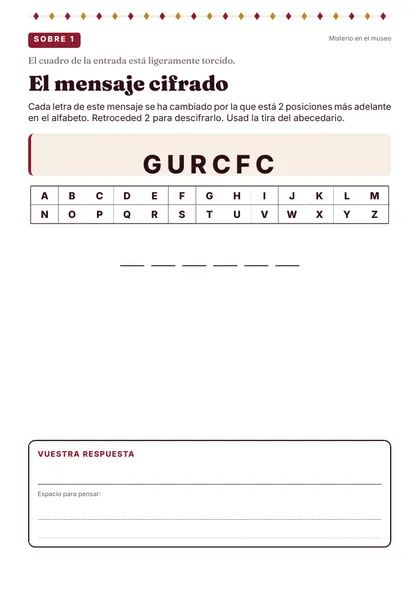 SOBRE 1
Misterio en el museo
El cuadro de la entrada está ligeramente torcido.
El mensaje cifrado
Cada letra de este mensaje se ha cambiado por la que está 2 posiciones más adelante
en el alfabeto. Retroceded 2 para descifrarlo. Usad la tira del abecedario.
GURCFC
A B C D E F G H I J K L M
N O P Q R S T U V W X Y Z
VUESTRA RESPUESTA
Espacio para pensar: